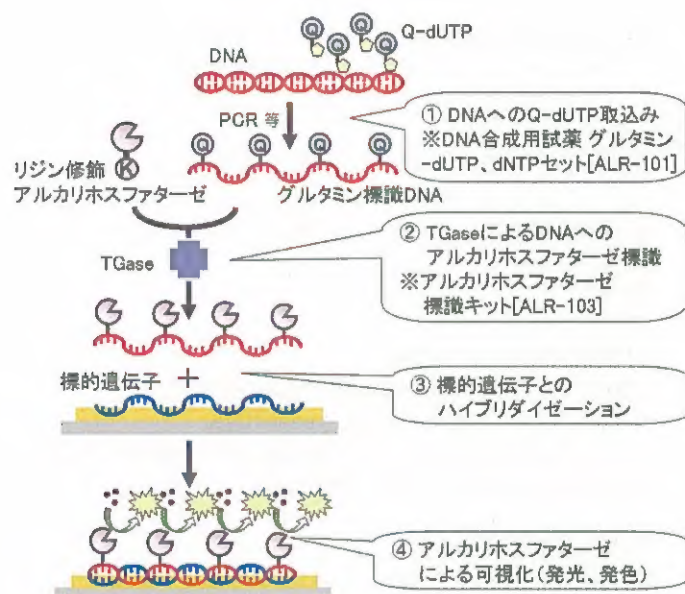 Q-dUTP
Q Q Q Q
DNA
PCR 等
① DNAへのQ-dUTP取込み
※DNA合成用試薬 グルタミン
-dUTP、dNTPセット[ALR-101]
Q Q Q Q
リジン修飾 K
アルカリホスファターゼ
グルタミン標識DNA
② TGaseによるDNAへの
アルカリホスファターゼ標識
※アルカリホスファターゼ
標識キット[ALR-103]
TGase
標的遺伝子 +
③ 標的遺伝子との
ハイブリダイゼーション
④ アルカリホスファターゼ
による可視化(発光、発色)